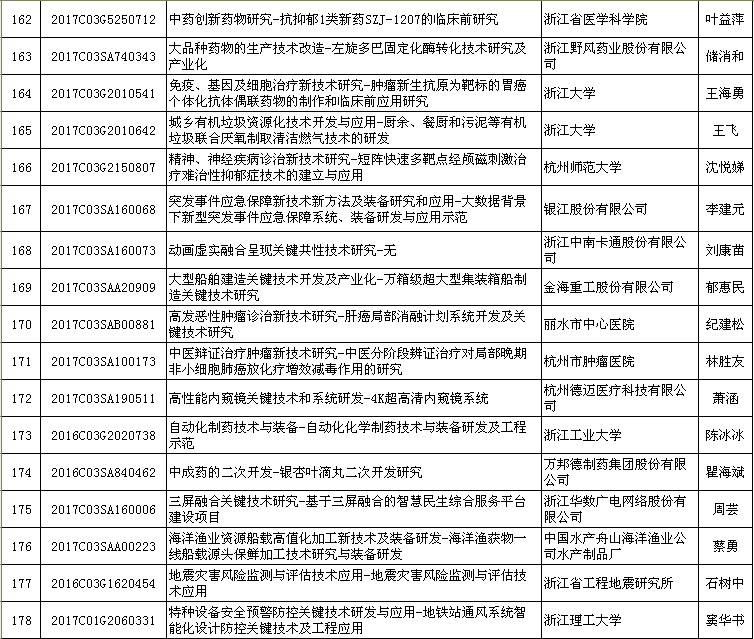 162 2017C03G5250712 中药创新药物研究-抗抑郁1类新药SZJ-1207的临床前研究 浙江省医学科学院 叶益萍
163 2017C03SA740343 大品种药物的生产技术改造-左旋多巴固定化酶转化技术研究及
产业化 浙江野风药业股份有限公
司 储消和
164 2017C03G2010541 免疫、基因及细胞治疗新技术研究-肿瘤新生抗原为靶标的胃癌
个体化抗体偶联药物的制作和临床前应用研究 浙江大学 王海勇
165 2017C03G2010642 城乡有机垃圾资源化技术开发与应用-厨余、餐厨和污泥等有机
垃圾联合厌氧制取清洁燃气技术的研发 浙江大学 王飞
166 2017C03G2150807 精神、神经疾病诊治新技术研究-短阵快速多靶点经颅磁刺激治
疗难治性抑郁症技术的建立与应用 杭州师范大学 沈悦娣
167 2017C03SA160068 突发事件应急保障新技术新方法及装备研究和应用-大数据背景
下新型突发事件应急保障系统、装备研发与应用示范 银江股份有限公司 李建元
168 2017C03SA160073 动画虚实融合呈现关键共性技术研究-无 浙江中南卡通股份有限公
司 刘康苗
169 2017C03SAA20909 大型船舶建造关键技术开发及产业化-万箱级超大型集装箱船制
造关键技术研究 金海重工股份有限公司 郁惠民
170 2017C03SAB00881 高发恶性肿瘤诊治新技术研究-肝癌局部消融计划系统开发及关
键技术研究 丽水市中心医院 纪建松
171 2017C03SA100173 中医辩证治疗肿瘤新技术研究-中医分阶段辨证治疗对局部晚期
非小细胞肺癌放化疗增效减毒作用的研究 杭州市肿瘤医院 林胜友
172 2017C03SA190511 高性能内窥镜关键技术和系统研发-4K超高清内窥镜系统 杭州德迈医疗科技有限公
司 萧涵
173 2016C03G2020738 自动化制药技术与装备-自动化化学制药技术与装备研发及工程
示范 浙江工业大学 陈冰冰
174 2016C03SA840462 中成药的二次开发-银杏叶滴丸二次开发研究 万邦德制药集团股份有限
公司 瞿海斌
175 2017C03SA160006 三屏融合关键技术研究-基于三屏融合的智慧民生综合服务平台
建设项目 浙江华数广电网络股份有
限公司 周芸
176 2017C03SAA00223 海洋渔业资源船载高值化加工新技术及装备研发-海洋渔获物一
线船载源头保鲜加工技术研究与装备研发 中国水产舟山海洋渔业公
司水产制品厂 蔡勇
177 2016C03G1620454 地震灾害风险监测与评估技术应用-地震灾害风险监测与评估技
术应用 浙江省工程地震研究所 石树中
178 2017C01G2060331 特种设备安全预警防控关键技术研发与应用-地铁站通风系统智
能化设计防控关键技术及工程应用 浙江理工大学 窦华书